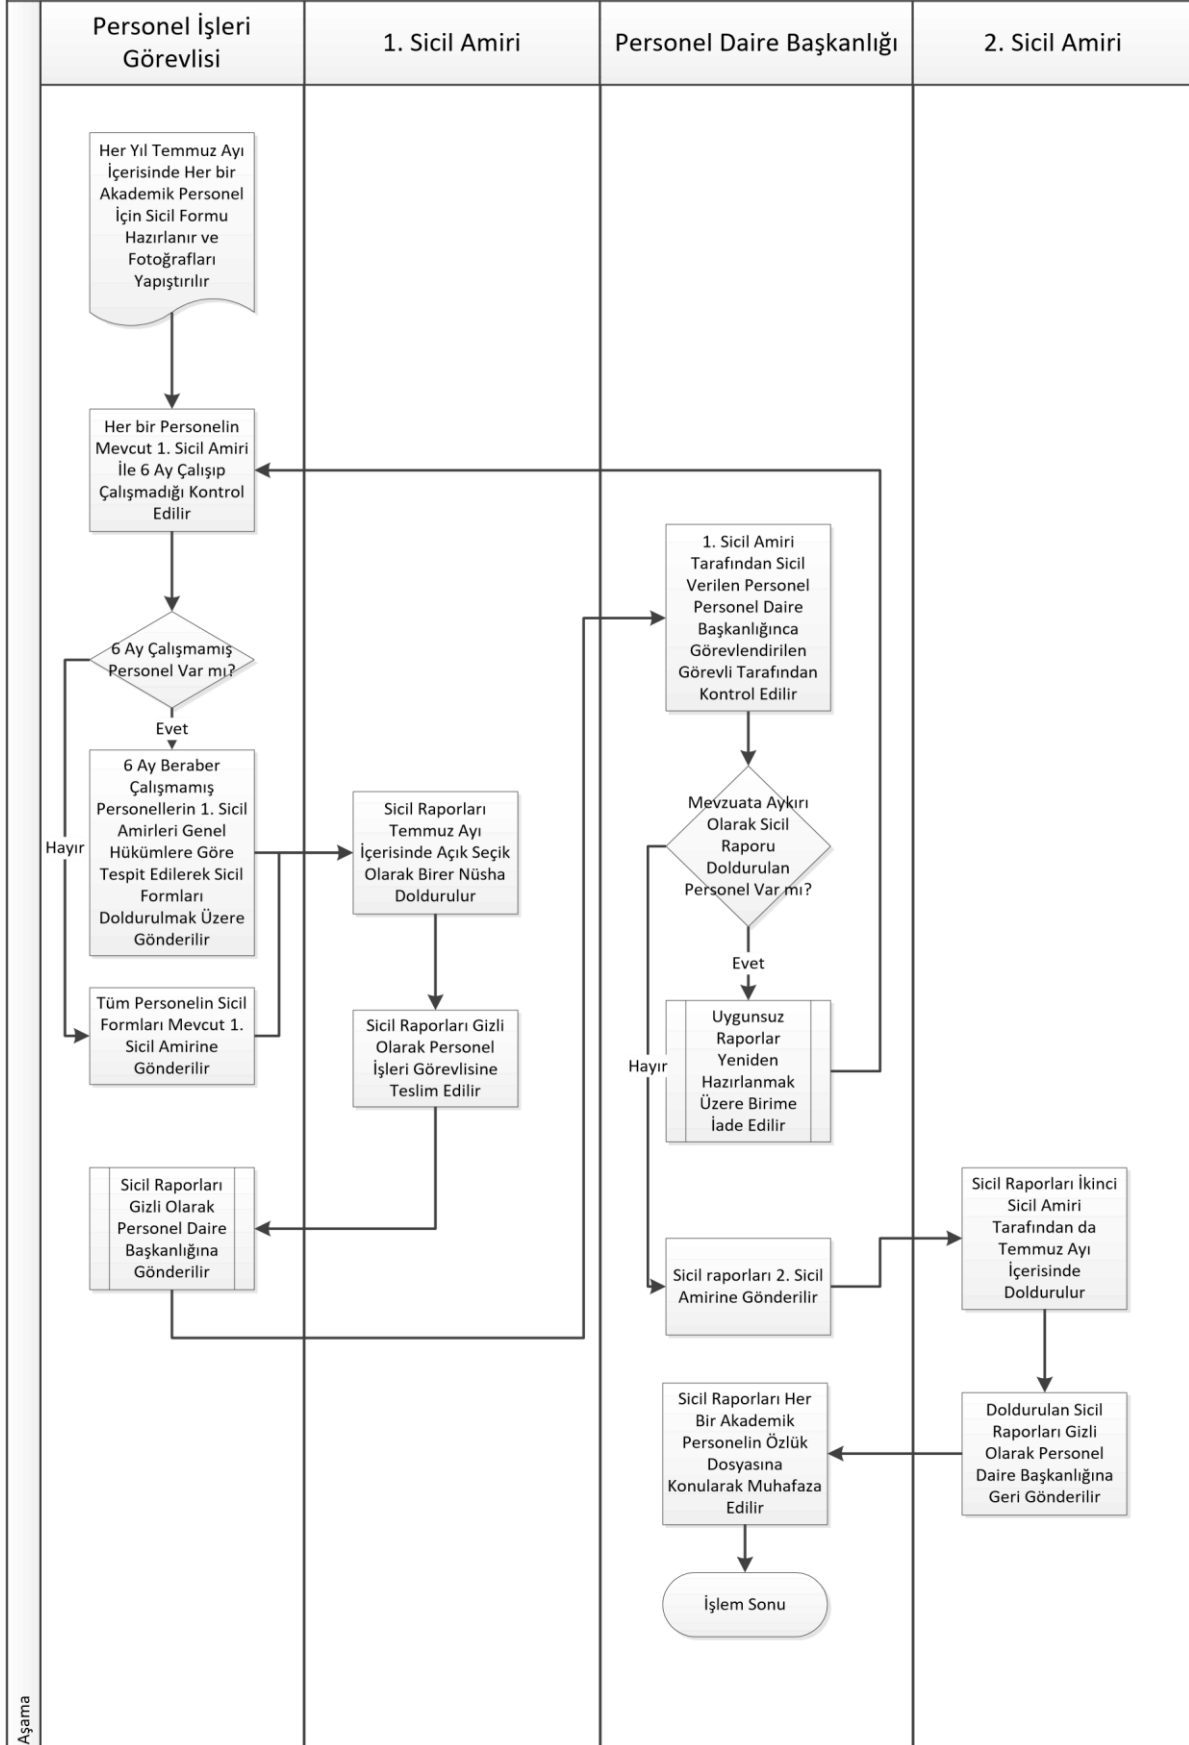 Personel İşleri
Görevlisi
1. Sicil Amiri
Personel Daire Başkanlığı
2. Sicil Amiri
Her Yıl Temmuz Ayı
İçerisinde Her bir
Akademik Personel
İçin Sicil Formu
Hazırlanır ve
Fotoğrafları
Yapıştırılır
Her bir Personelin
Mevcut 1. Sicil Amiri
İle 6 Ay Çalışıp
Çalışmadığı Kontrol
Edilir
6 Ay Çalışmamış
Personel Var mı?
Evet
Hayır
6 Ay Beraber
Çalışmamış
Personellerin 1. Sicil
Amirleri Genel
Hükümlere Göre
Tespit Edilerek Sicil
Formları
Doldurulmak Üzere
Gönderilir
Tüm Personelin Sicil
Formları Mevcut 1.
Sicil Amirine
Gönderilir
Sicil Raporları
Temmuz Ayı
İçerisinde Açık Seçik
Olarak Birer Nüsha
Doldurulur
Sicil Raporları Gizli
Olarak Personel
İşleri Görevlisine
Teslim Edilir
Sicil Raporları
Gizli Olarak
Personel Daire
Başkanlığına
Gönderilir
1. Sicil Amiri
Tarafından Sicil
Verilen Personel
Personel Daire
Başkanlığınca
Görevlendirilen
Görevli Tarafından
Kontrol Edilir
Mevzuata Aykırı
Olarak Sicil
Raporu
Doldurulan
Personel Var mı?
Evet
Hayır
Uygunsuz
Raporlar
Yeniden
Hazırlanmak
Üzere Birime
İade Edilir
Sicil raporları 2. Sicil
Amirine Gönderilir
Sicil Raporları İkinci
Sicil Amiri
Tarafından da
Temmuz Ayı
İçerisinde
Doldurulur
Doldurulan Sicil
Raporları Gizli
Olarak Personel
Daire Başkanlığına
Geri Gönderilir
Sicil Raporları Her
Bir Akademik
Personelin Özlük
Dosyasına
Konularak Muhafaza
Edilir
İşlem Sonu
Aşama